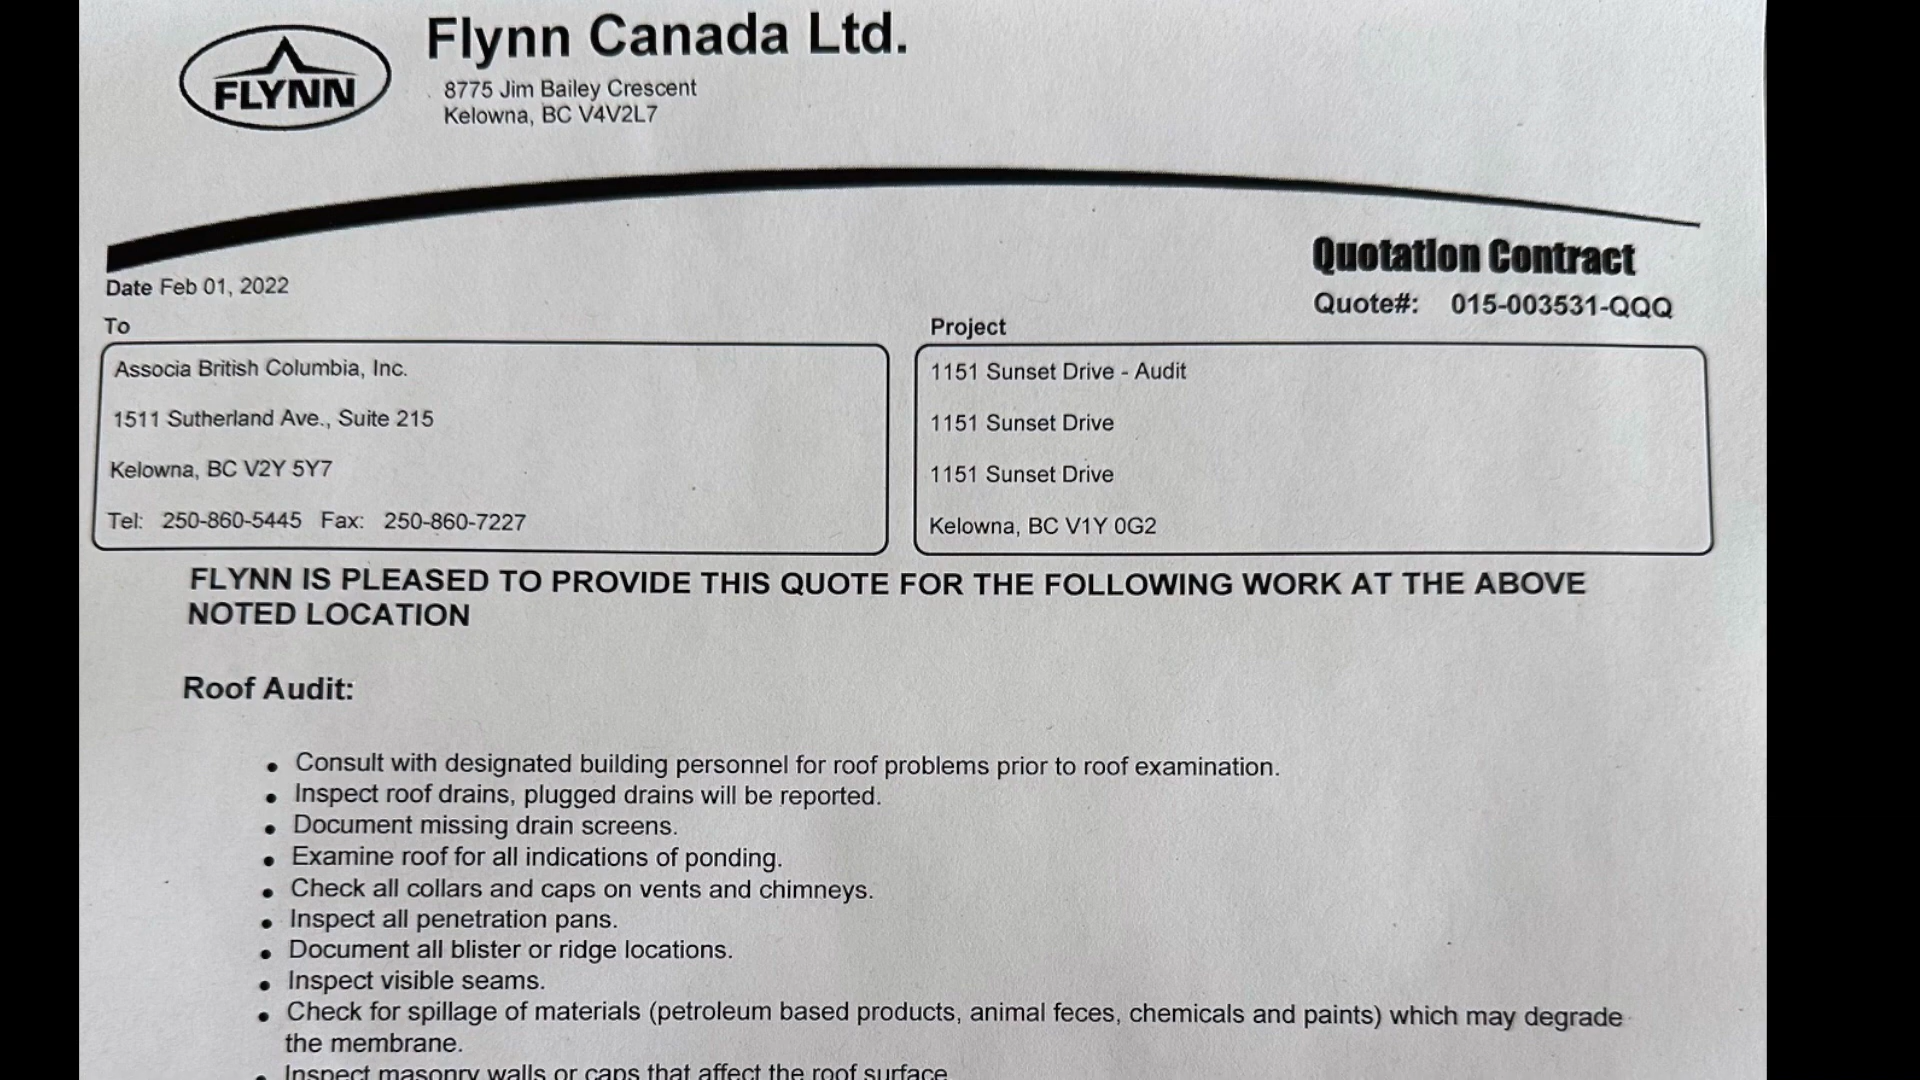 FLYNN
Flynn Canada Ltd.
8775 Jim Bailey Crescent
Kelowna, BC V4V2L7
Quotation Contract
Quote#: 015-003531-QQQ
Date Feb 01, 2022
To
Associa British Columbia, Inc.
1511 Sutherland Ave., Suite 215
Kelowna, BC V2Y 5Y7
Tel: 250-860-5445 Fax: 250-860-7227
Project
1151 Sunset Drive - Audit
1151 Sunset Drive
1151 Sunset Drive
Kelowna, BC V1Y 0G2
FLYNN IS PLEASED TO PROVIDE THIS QUOTE FOR THE FOLLOWING WORK AT THE ABOVE
NOTED LOCATION
Roof Audit:
• Consult with designated building personnel for roof problems prior to roof examination.
• Inspect roof drains, plugged drains will be reported.
• Document missing drain screens.
• Examine roof for all indications of ponding.
• Check all collars and caps on vents and chimneys.
• Inspect all penetration pans.
• Document all blister or ridge locations.
• Inspect visible seams.
• Check for spillage of materials (petroleum based products, animal feces, chemicals and paints) which may degrade
the membrane.
• Inspect masonry walls or caps that affect the roof surface